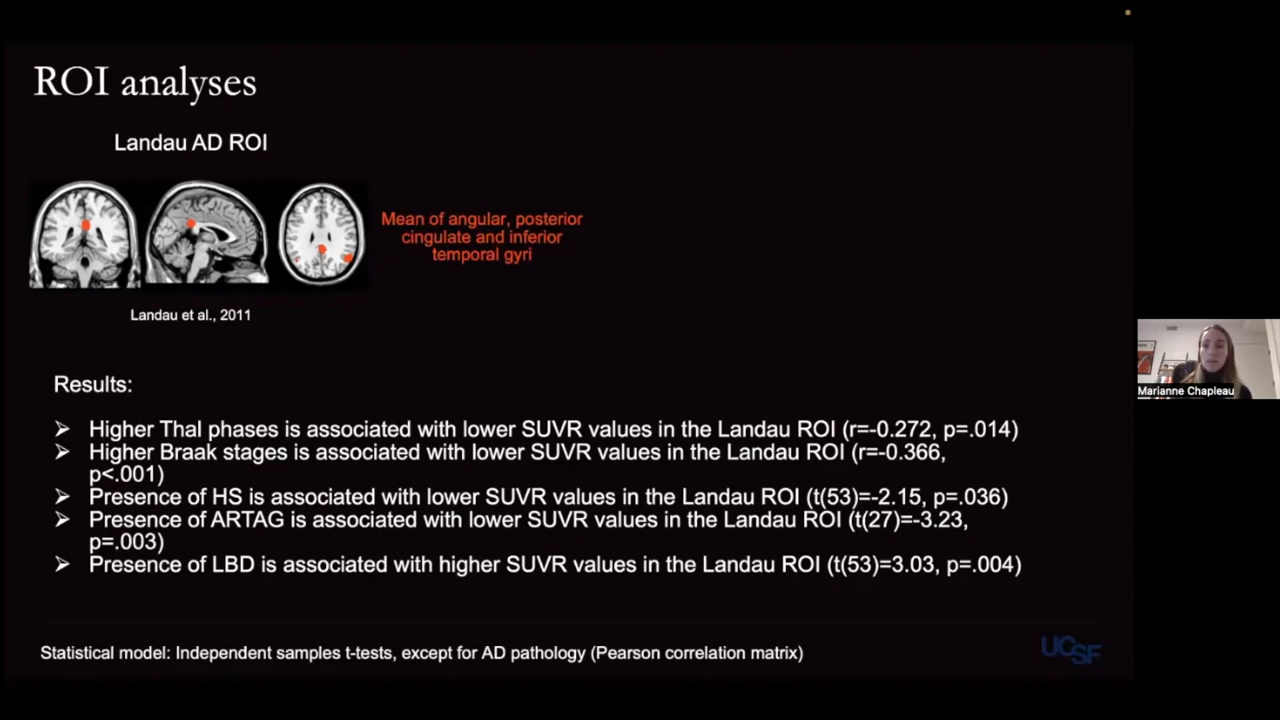 ROI analyses
Landau AD ROI
Mean of angular, posterior
cingulate and inferior
temporal gyri
Landau et al., 2011
Results:
➢ Higher Thal phases is associated with lower SUVR values in the Landau ROI (r=-0.272, p=.014)
➢ Higher Braak stages is associated with lower SUVR values in the Landau ROI (r=-0.366,
p<.001)
➢ Presence of HS is associated with lower SUVR values in the Landau ROI (t(53)=-2.15, p=.036)
➢ Presence of ARTAG is associated with lower SUVR values in the Landau ROI (t(27)=-3.23,
p=.003)
➢ Presence of LBD is associated with higher SUVR values in the Landau ROI (t(53)=3.03, p=.004)
Statistical model: Independent samples t-tests, except for AD pathology (Pearson correlation matrix)
UCSF
Marianne Chapleau